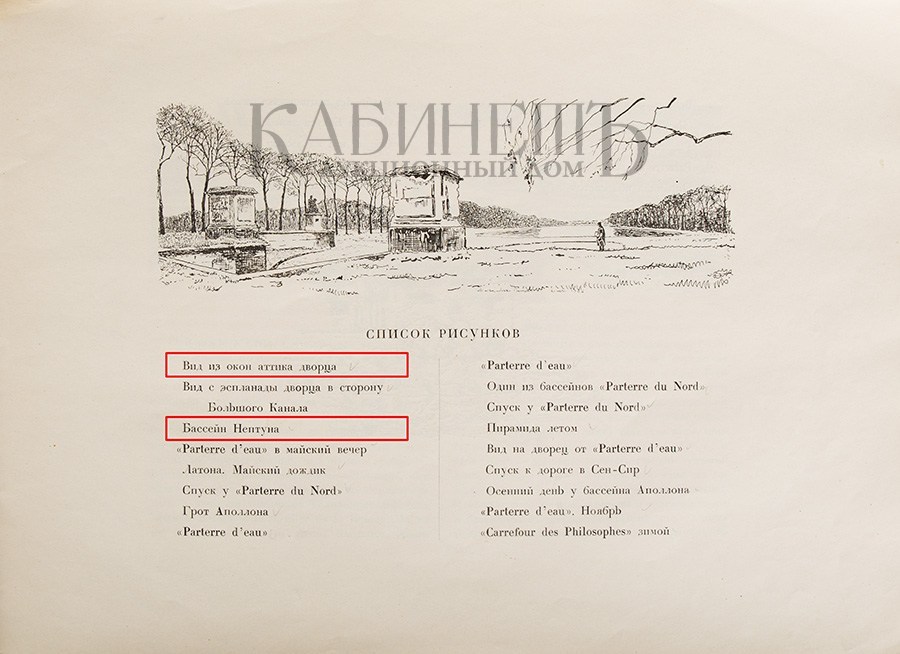 КАБИНЕТЪ
АУКЦИОННЫЙ ДОМ
СПИСОК РИСУНКОВ
Вид из окон аттика дворца
Вид с эспланады дворца в сторону
Большого Канала
Бассейн Нептуна
«Parterre d'eau» в майский вечер
Латона. Майский дождик
Спуск у «Parterre du Nord»
Грот Аполлона
«Parterre d'eau»
«Parterre d'eau»
Один из бассейнов «Parterre du Nord»
Спуск у «Parterre du Nord»
Пирамида летом
Вид на дворец от «Parterre d'eau»
Спуск к дороге в Сен-Сир
Осенний день у бассейна Аполлона
«Parterre d'eau». Ноябрь
«Carrefour des Philosophes» зимой